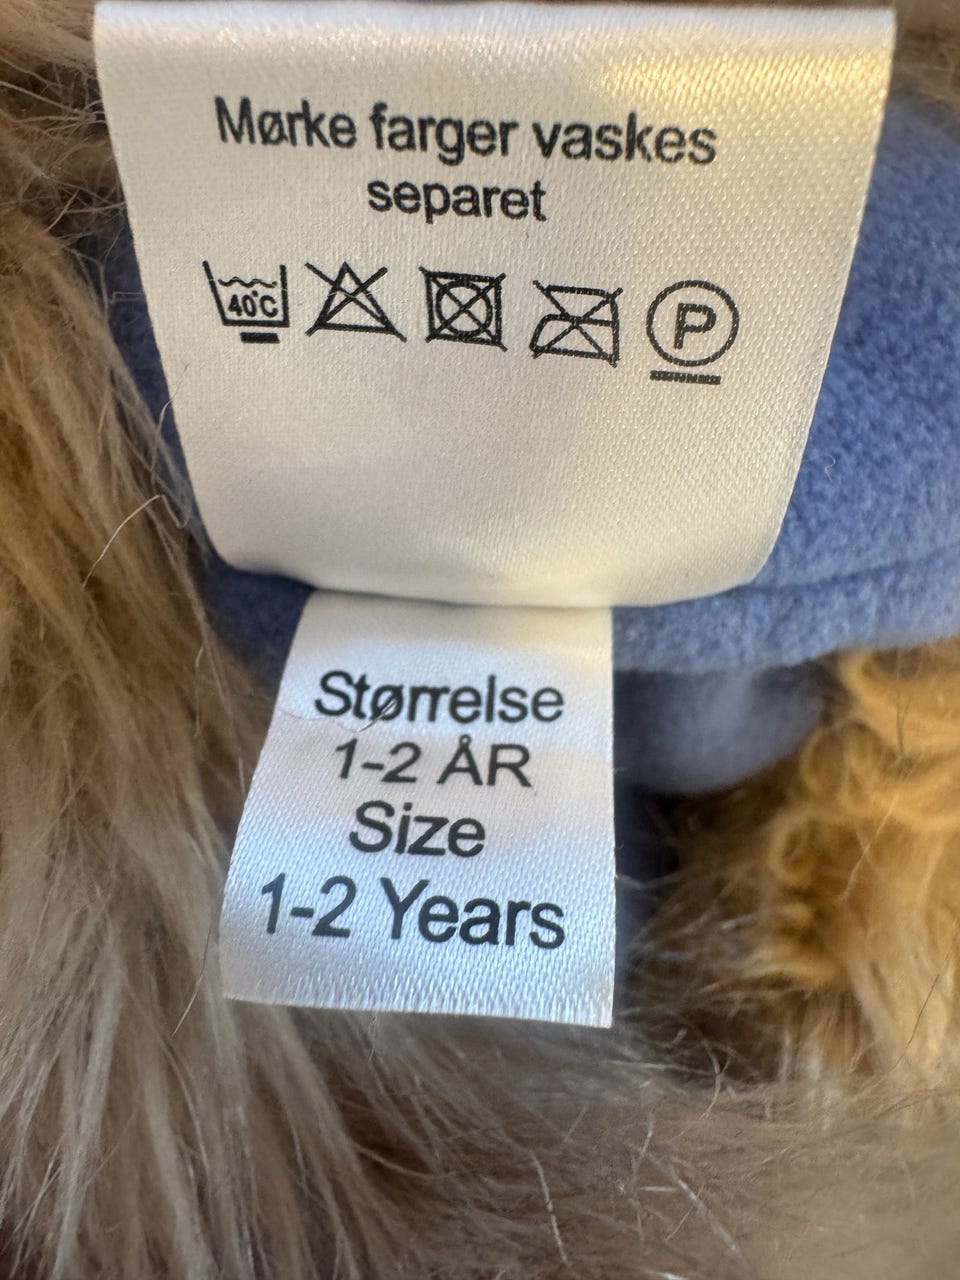 Mørke farger vaskes
separet
40°C P
Størrelse
1-2 ÅR
Size
1-2 Years